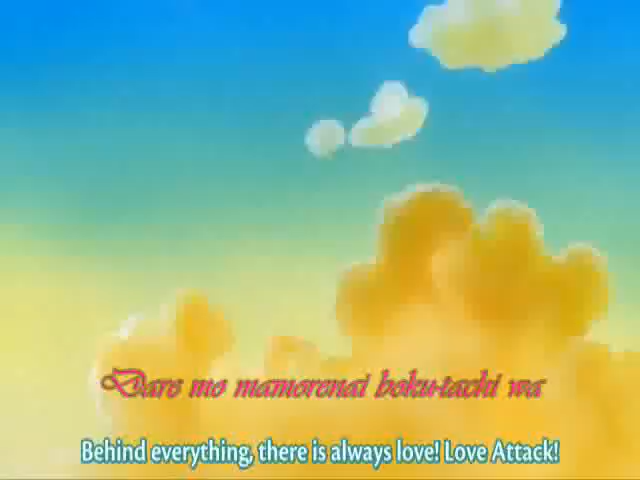 Dare mo mamorenai boku-tachi wa
Behind everything, there is always love! Love Attack!